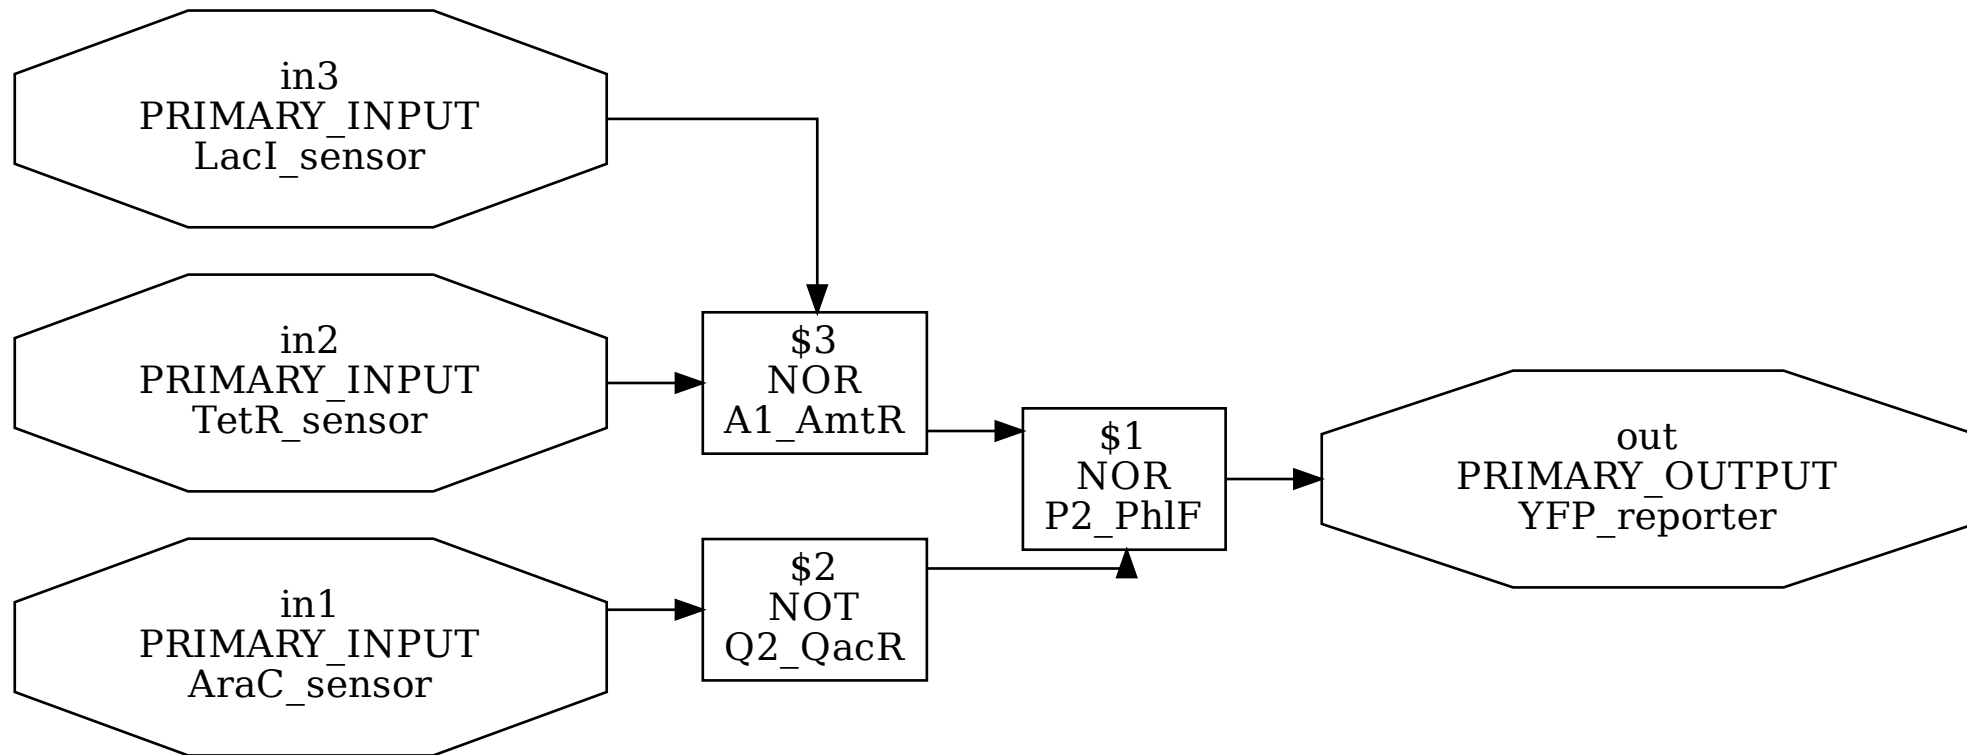 in3
PRIMARY_INPUT
LacI_sensor
in2
PRIMARY_INPUT
TetR_sensor
in1
PRIMARY_INPUT
AraC_sensor
$3
NOR
A1_AmtR
$2
NOT
Q2_QacR
$1
NOR
P2_PhlF
out
PRIMARY_OUTPUT
YFP_reporter